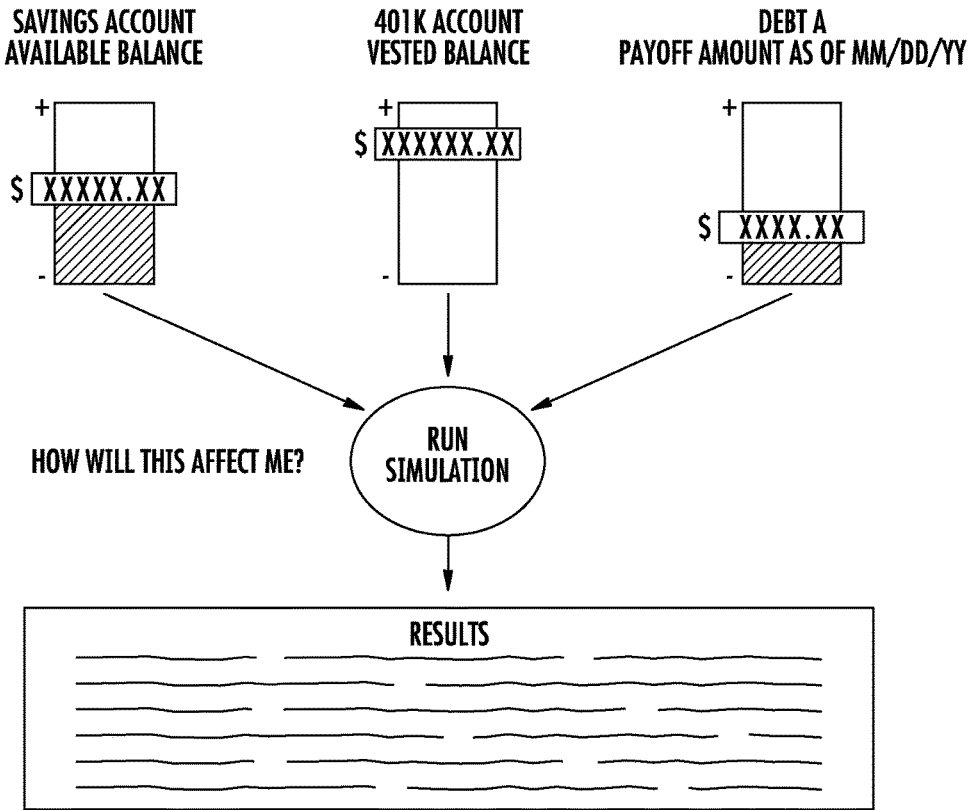 SAVINGS ACCOUNT
AVAILABLE BALANCE
401K ACCOUNT
VESTED BALANCE
DEBT A
PAYOFF AMOUNT AS OF MM/DD/YY
+
$ XXXXX.XX
-
+
$ XXXXXX.XX
-
+
$ XXXX.XX
-
HOW WILL THIS AFFECT ME?
RUN
SIMULATION
RESULTS